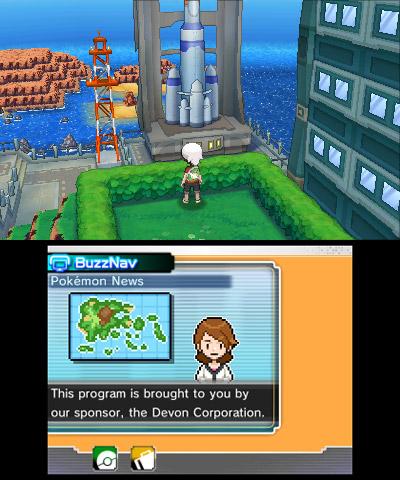 BuzzNav
Pokémon News
This program is brought to you by
our sponsor, the Devon Corporation.